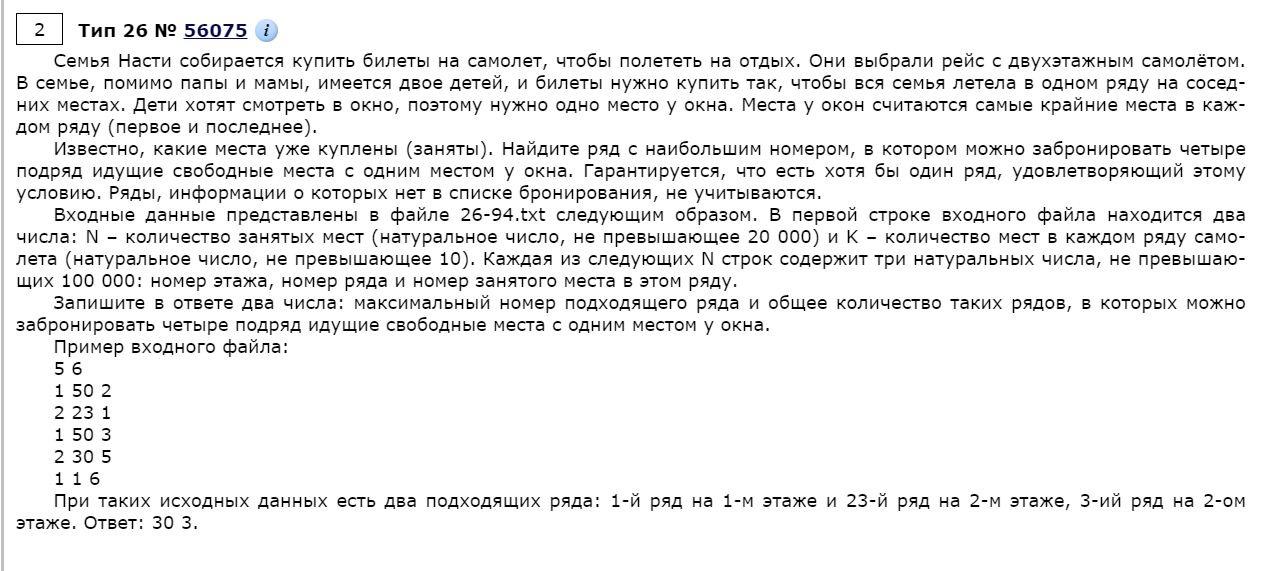 2 Тип 26 № 56075 i
Семья Насти собирается купить билеты на самолет, чтобы полететь на отдых. Они выбрали рейс с двухэтажным самолётом.
В семье, помимо папы и мамы, имеется двое детей, и билеты нужно купить так, чтобы вся семья летела в одном ряду на сосед-
них местах. Дети хотят смотреть в окно, поэтому нужно одно место у окна. Места у окон считаются самые крайние места в каж-
дом ряду (первое и последнее).
Известно, какие места уже куплены (заняты). Найдите ряд с наибольшим номером, в котором можно забронировать четыре
подряд идущие свободные места с одним местом у окна. Гарантируется, что есть хотя бы один ряд, удовлетворяющий этому
условию. Ряды, информации о которых нет в списке бронирования, не учитываются.
Входные данные представлены в файле 26-94.txt следующим образом. В первой строке входного файла находится два
числа: N – количество занятых мест (натуральное число, не превышающее 20 000) и K – количество мест в каждом ряду само-
лета (натуральное число, не превышающее 10). Каждая из следующих N строк содержит три натуральных числа, не превышаю-
щих 100 000: номер этажа, номер ряда и номер занятого места в этом ряду.
Запишите в ответе два числа: максимальный номер подходящего ряда и общее количество таких рядов, в которых можно
забронировать четыре подряд идущие свободные места с одним местом у окна.
Пример входного файла:
5 6
1 50 2
2 23 1
1 50 3
2 30 5
1 1 6
При таких исходных данных есть два подходящих ряда: 1-й ряд на 1-м этаже и 23-й ряд на 2-м этаже, 3-ий ряд на 2-ом
этаже. Ответ: 30 3.